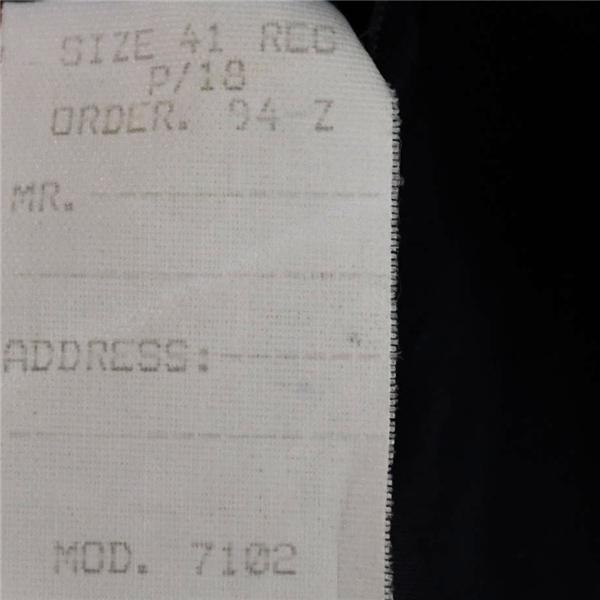 SIZE 41 REG
P/18
ORDER. 94-Z
MR.
ADDRESS:
MOD. 7102